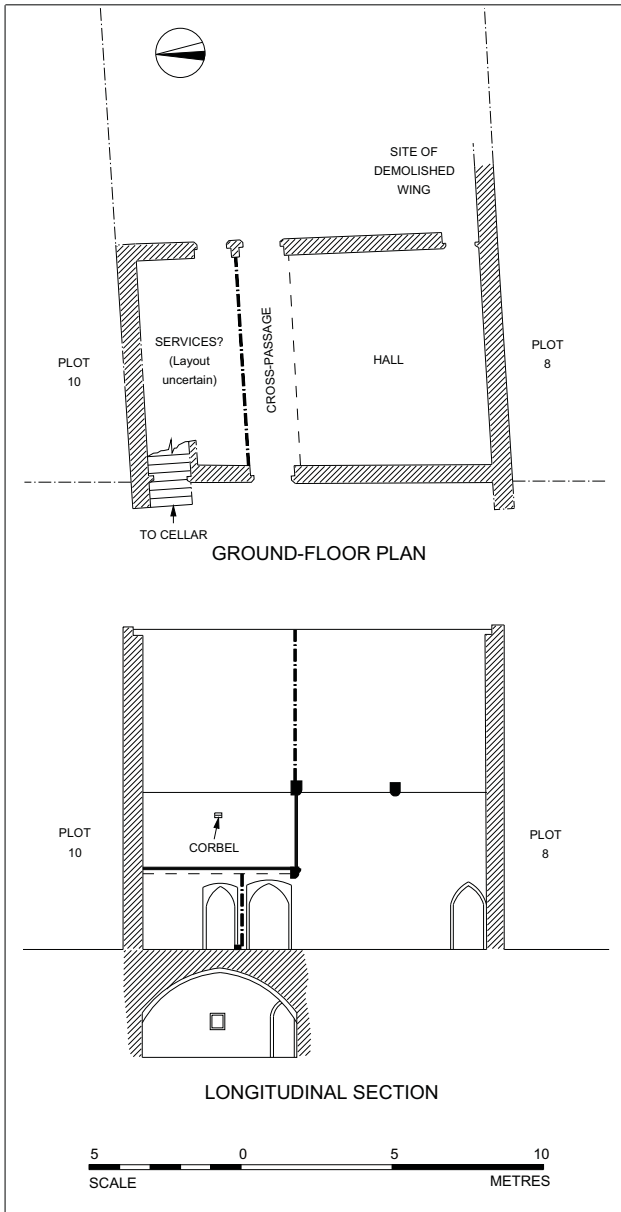 SITE OF
DEMOLISHED
WING
SERVICES?
(Layout
uncertain)
CROSS-PASSAGE
HALL
PLOT
10
PLOT
8
TO CELLAR
GROUND-FLOOR PLAN
PLOT
10
CORBEL
PLOT
8
LONGITUDINAL SECTION
5 0 5 10
SCALE METRES